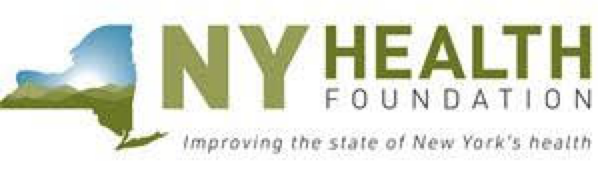 NY HEALTH
FOUNDATION
Improving the state of New York's health